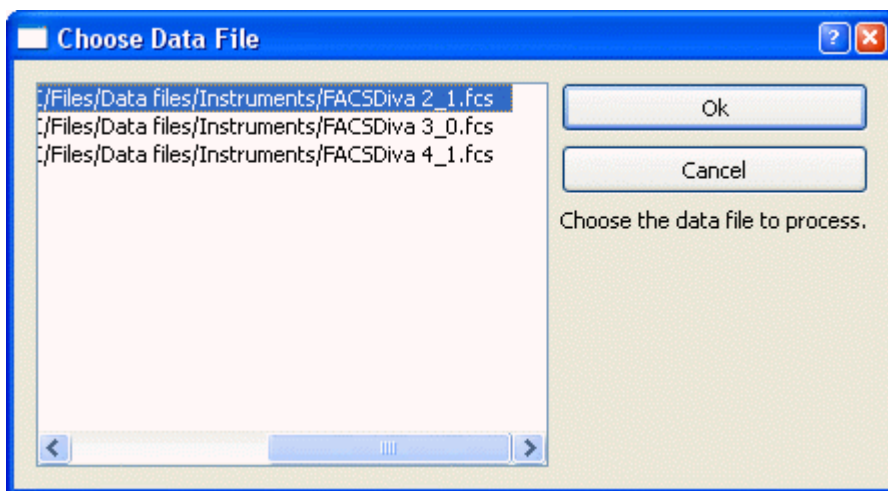 Choose Data File
:/Files/Data files/Instruments/FACSDiva 2_1.fcs
:/Files/Data files/Instruments/FACSDiva 3_0.fcs
:/Files/Data files/Instruments/FACSDiva 4_1.fcs
Ok
Cancel
Choose the data file to process.